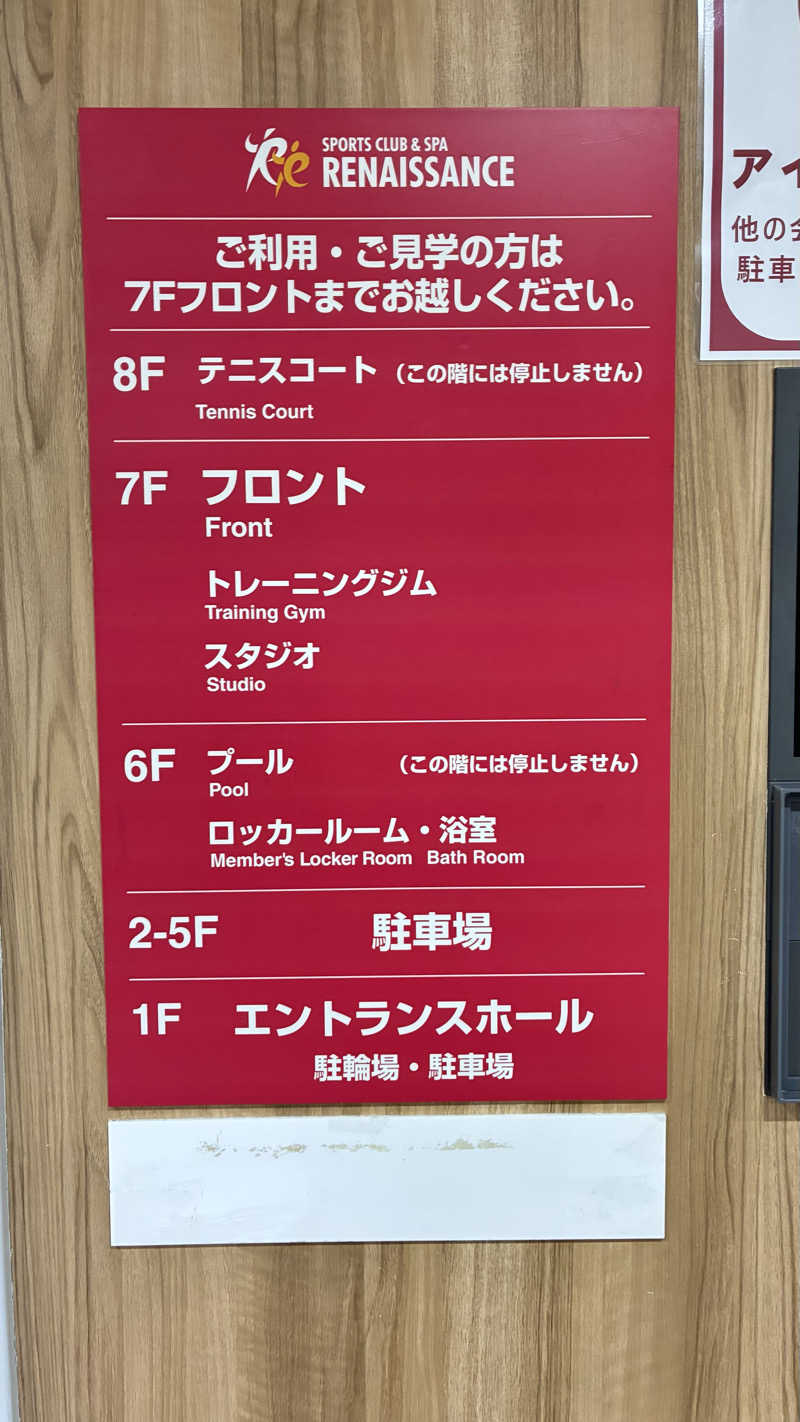 SPORTS CLUB & SPA
RENAISSANCE
ご利用・ご見学の方は
7Fフロントまでお越しください。
8F テニスコート (この階には停止しません)
Tennis Court
7F フロント
Front
トレーニングジム
Training Gym
スタジオ
Studio
6F プール (この階には停止しません)
Pool
ロッカールーム・浴室
Member's Locker Room Bath Room
2-5F 駐車場
1F エントランスホール
駐輪場・駐車場
アイ
他の会
駐車